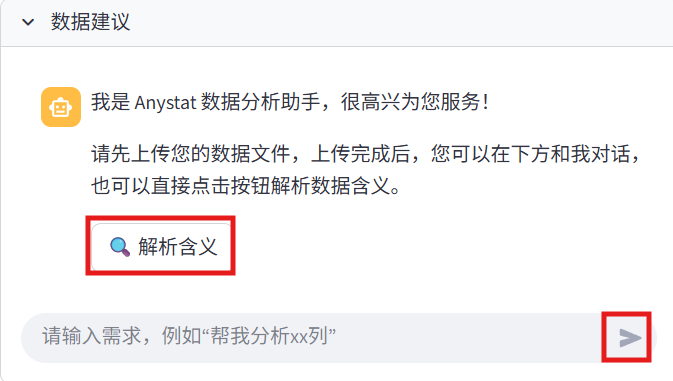 数据建议
我是 Anystat 数据分析助手，很高兴为您服务！
请先上传您的数据文件，上传完成后，您可以在下方和我对话，
也可以直接点击按钮解析数据含义。
解析含义
请输入需求，例如“帮我分析xx列”